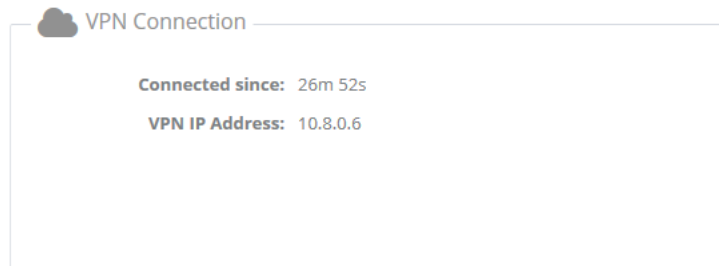 VPN Connection
Connected since: 26m 52s
VPN IP Address: 10.8.0.6